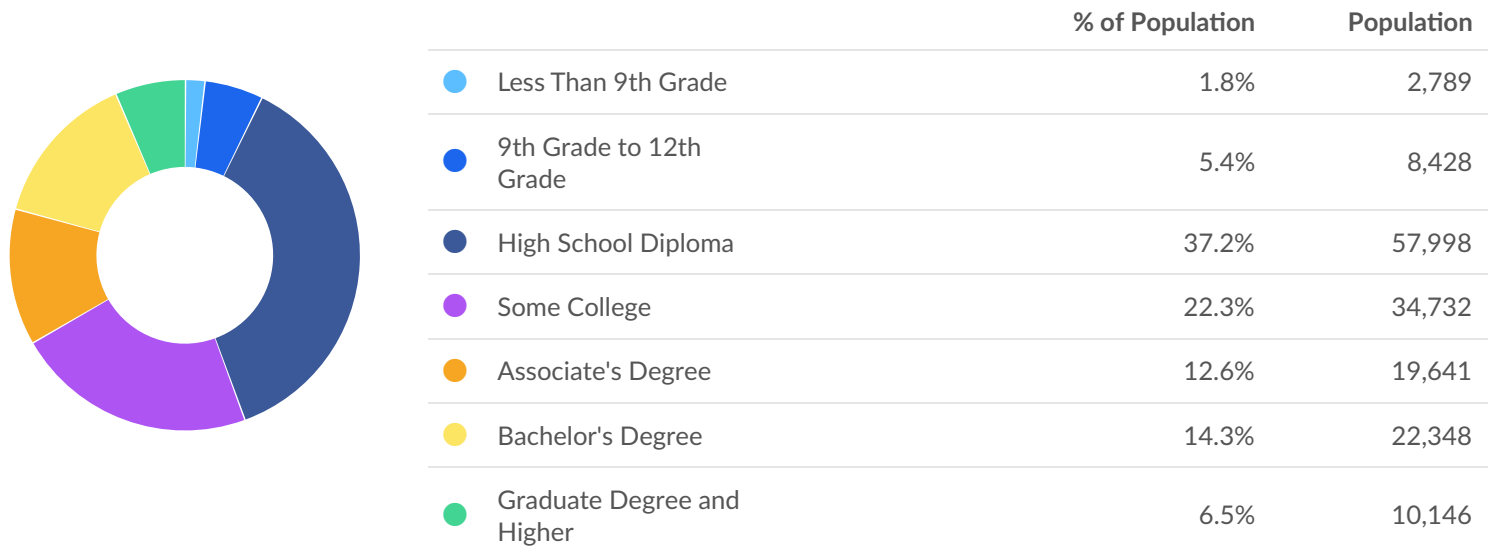 % of Population Population
Less Than 9th Grade 1.8% 2,789
9th Grade to 12th
Grade 5.4% 8,428
High School Diploma 37.2% 57,998
Some College 22.3% 34,732
Associate's Degree 12.6% 19,641
Bachelor's Degree 14.3% 22,348
Graduate Degree and
Higher 6.5% 10,146